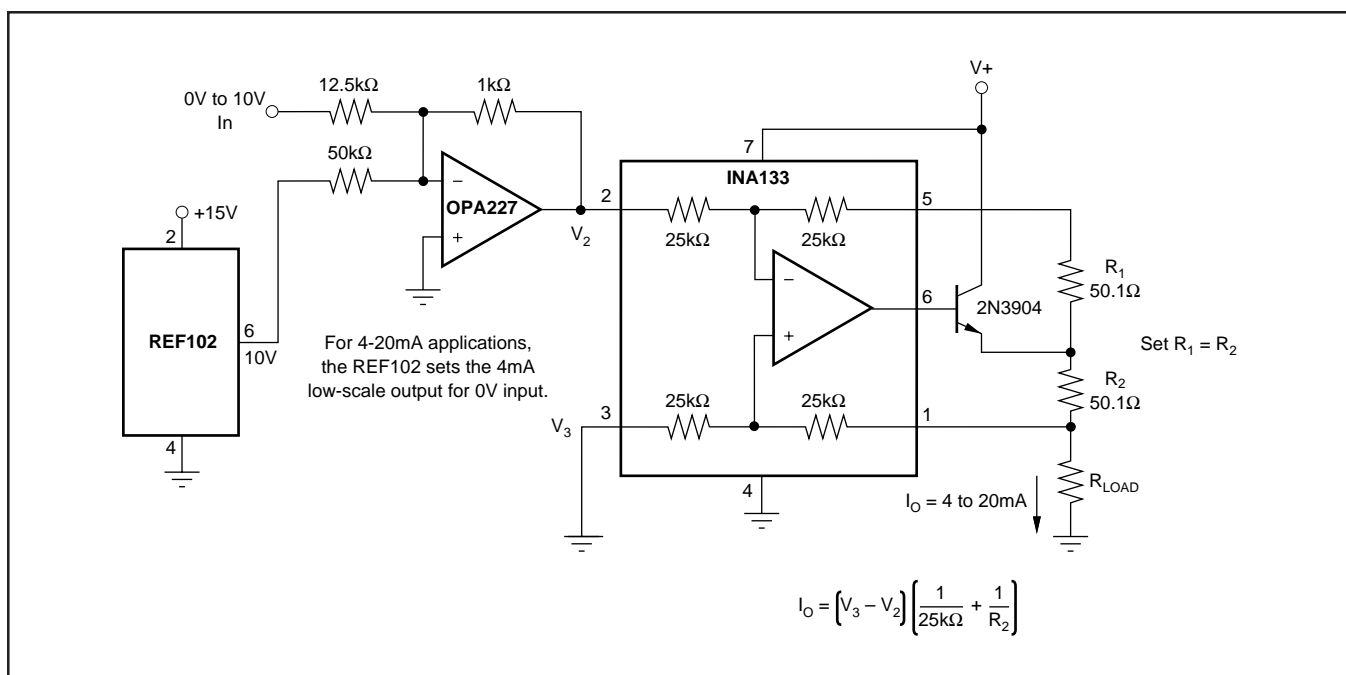 0V to 10V
In
12.5kΩ
1kΩ
50kΩ
−
+
OPA227
+15V
2
REF102
6
10V
4
For 4-20mA applications,
the REF102 sets the 4mA
low-scale output for 0V input.
V+
7
INA133
2
V2
25kΩ
25kΩ
5
−
+
6
2N3904
R1
50.1Ω
Set R1 = R2
R2
50.1Ω
3
V3
25kΩ
25kΩ
1
4
RLOAD
IO = 4 to 20mA
IO = (V3 – V2) (1/25kΩ + 1/R2)